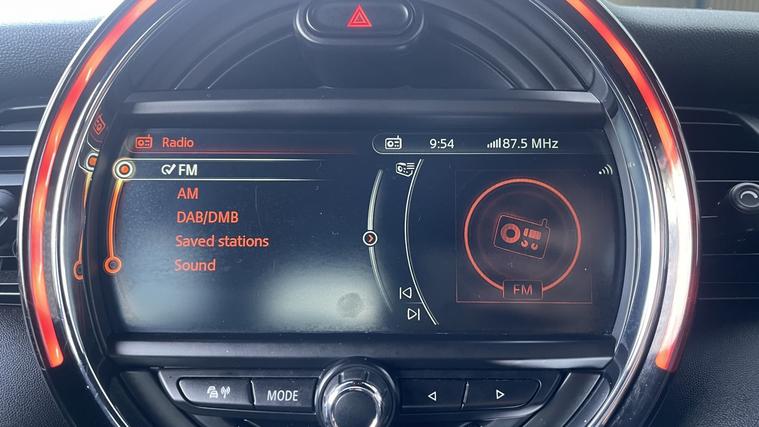 Radio
9:54
87.5 MHz
FM
AM
DAB/DMB
Saved stations
Sound
FM
MODE